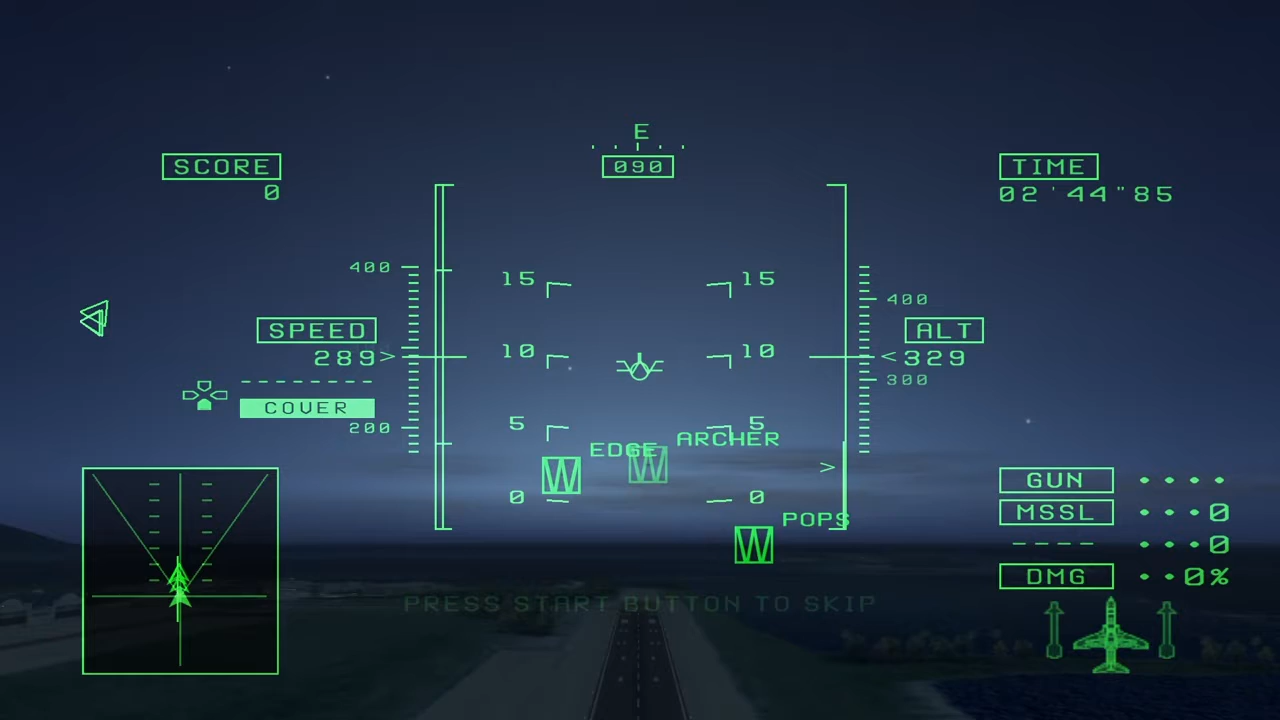 E
090
SCORE
0
TIME
02'44"85
400
15
15
400
SPEED
289>
10
10
ALT
<329
300
COVER
200
5
5
EDGE
ARCHER
W
W
>
0
0
POPS
W
GUN
MSSL
0
0
DMG
0%
PRESS START BUTTON TO SKIP